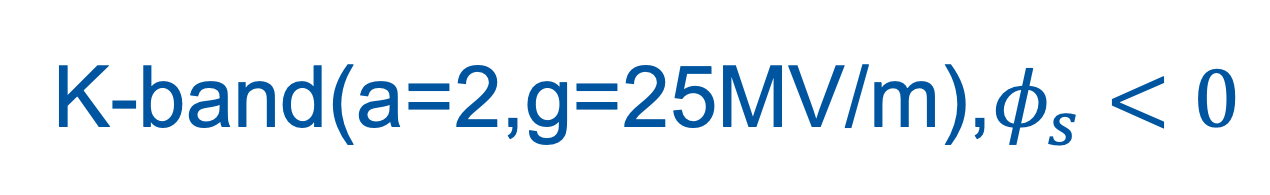 K-band(a=2,g=25MV/m),𝜙ₛ < 0